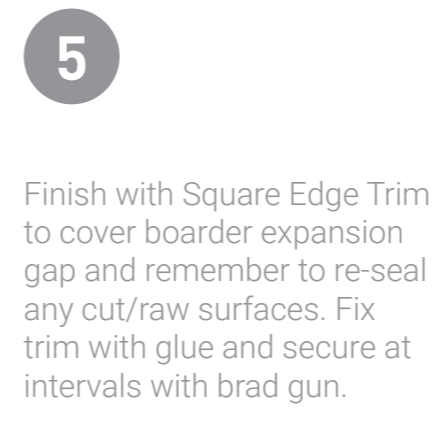 5
Finish with Square Edge Trim
to cover boarder expansion
gap and remember to re-seal
any cut/raw surfaces. Fix
trim with glue and secure at
intervals with brad gun.